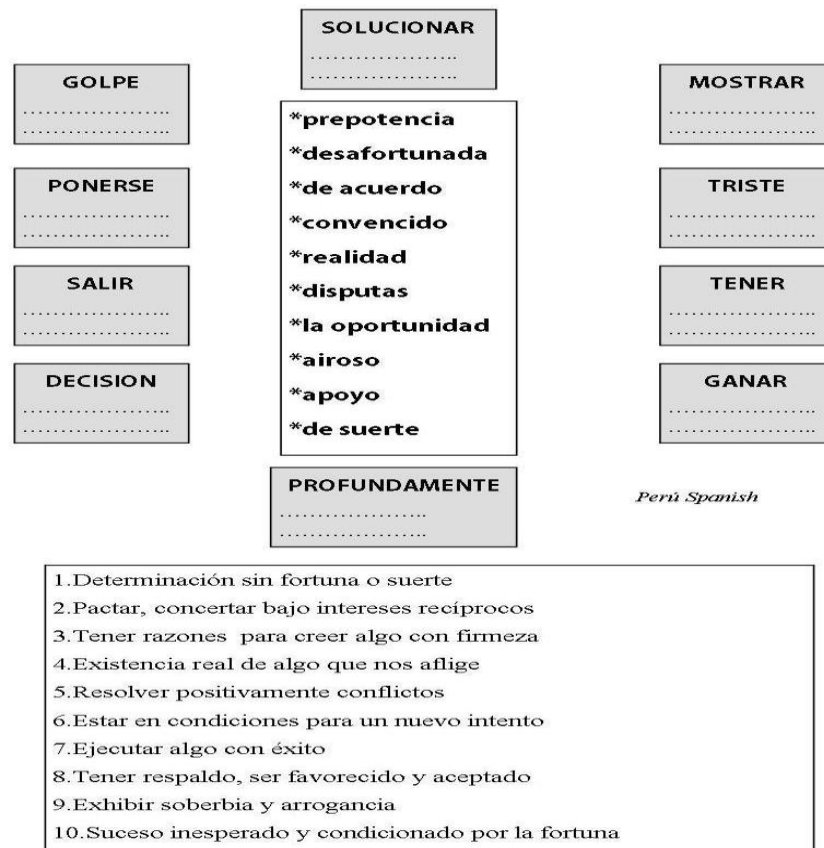 SOLUCIONAR
....................
....................
GOLPE
....................
....................
MOSTRAR
....................
....................
*prepotencia
*desafortunada
*de acuerdo
*convencido
*realidad
*disputas
*la oportunidad
*airoso
*apoyo
*de suerte
PONERSE
....................
....................
TRISTE
....................
....................
SALIR
....................
....................
TENER
....................
....................
DECISION
....................
....................
GANAR
....................
....................
PROFUNDAMENTE
....................
....................
Perú Spanish
1.Determinación sin fortuna o suerte
2.Pactar, concertar bajo intereses recíprocos
3.Tener razones para creer algo con firmeza
4.Existencia real de algo que nos aflige
5.Resolver positivamente conflictos
6.Estar en condiciones para un nuevo intento
7.Ejecutar algo con éxito
8.Tener respaldo, ser favorecido y aceptado
9.Exhibir soberbia y arrogancia
10.Suceso inesperado y condicionado por la fortuna